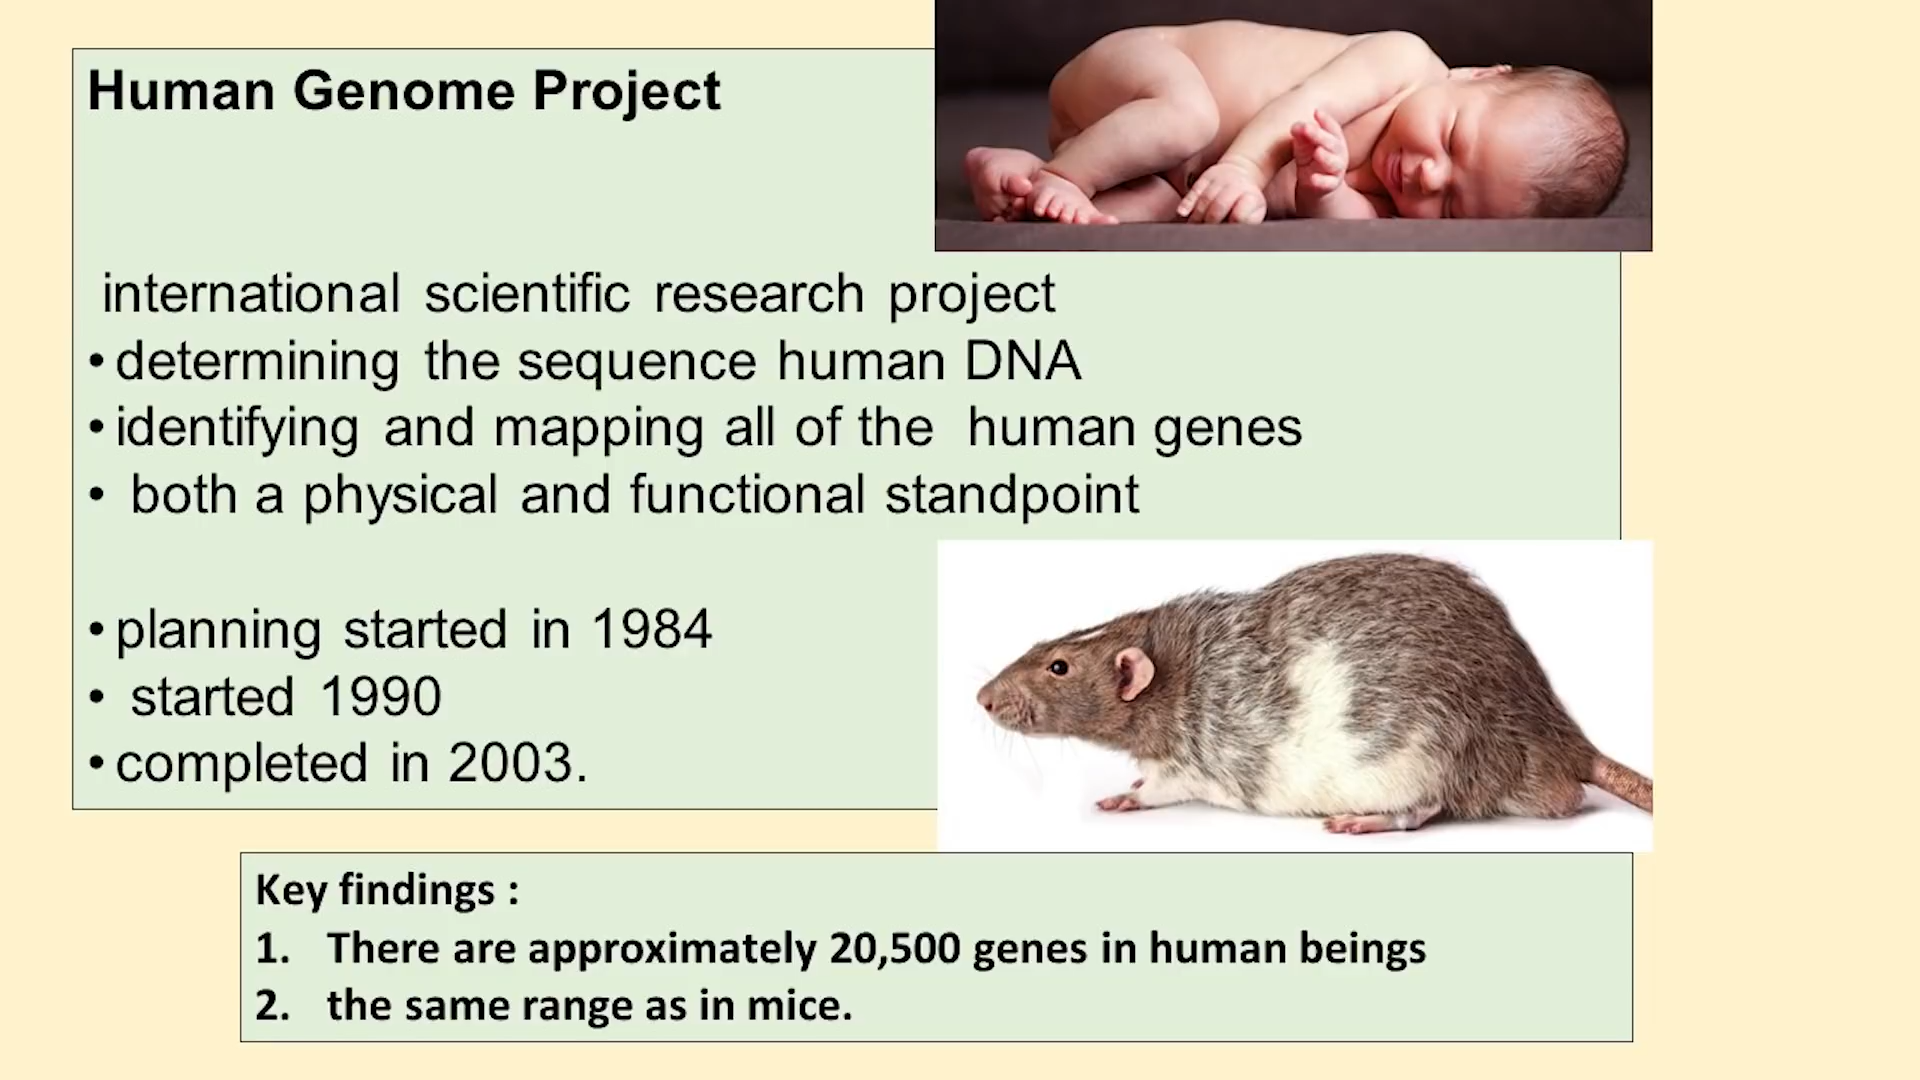 Human Genome Project
international scientific research project
• determining the sequence human DNA
• identifying and mapping all of the human genes
• both a physical and functional standpoint
• planning started in 1984
• started 1990
• completed in 2003.
Key findings :
1. There are approximately 20,500 genes in human beings
2. the same range as in mice.